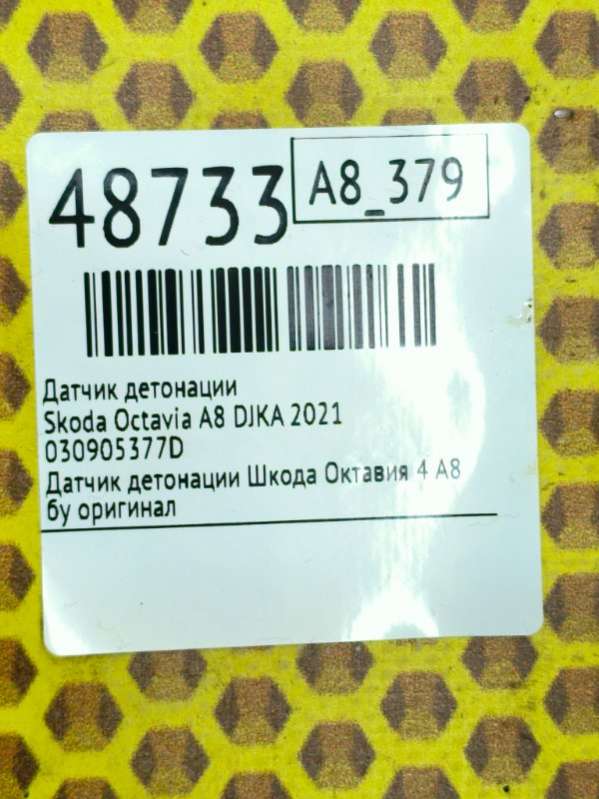 48733
A8_379
Датчик детонации
Skoda Octavia A8 DJKA 2021
030905377D
Датчик детонации Шкода Октавия 4 А8
бу оригинал